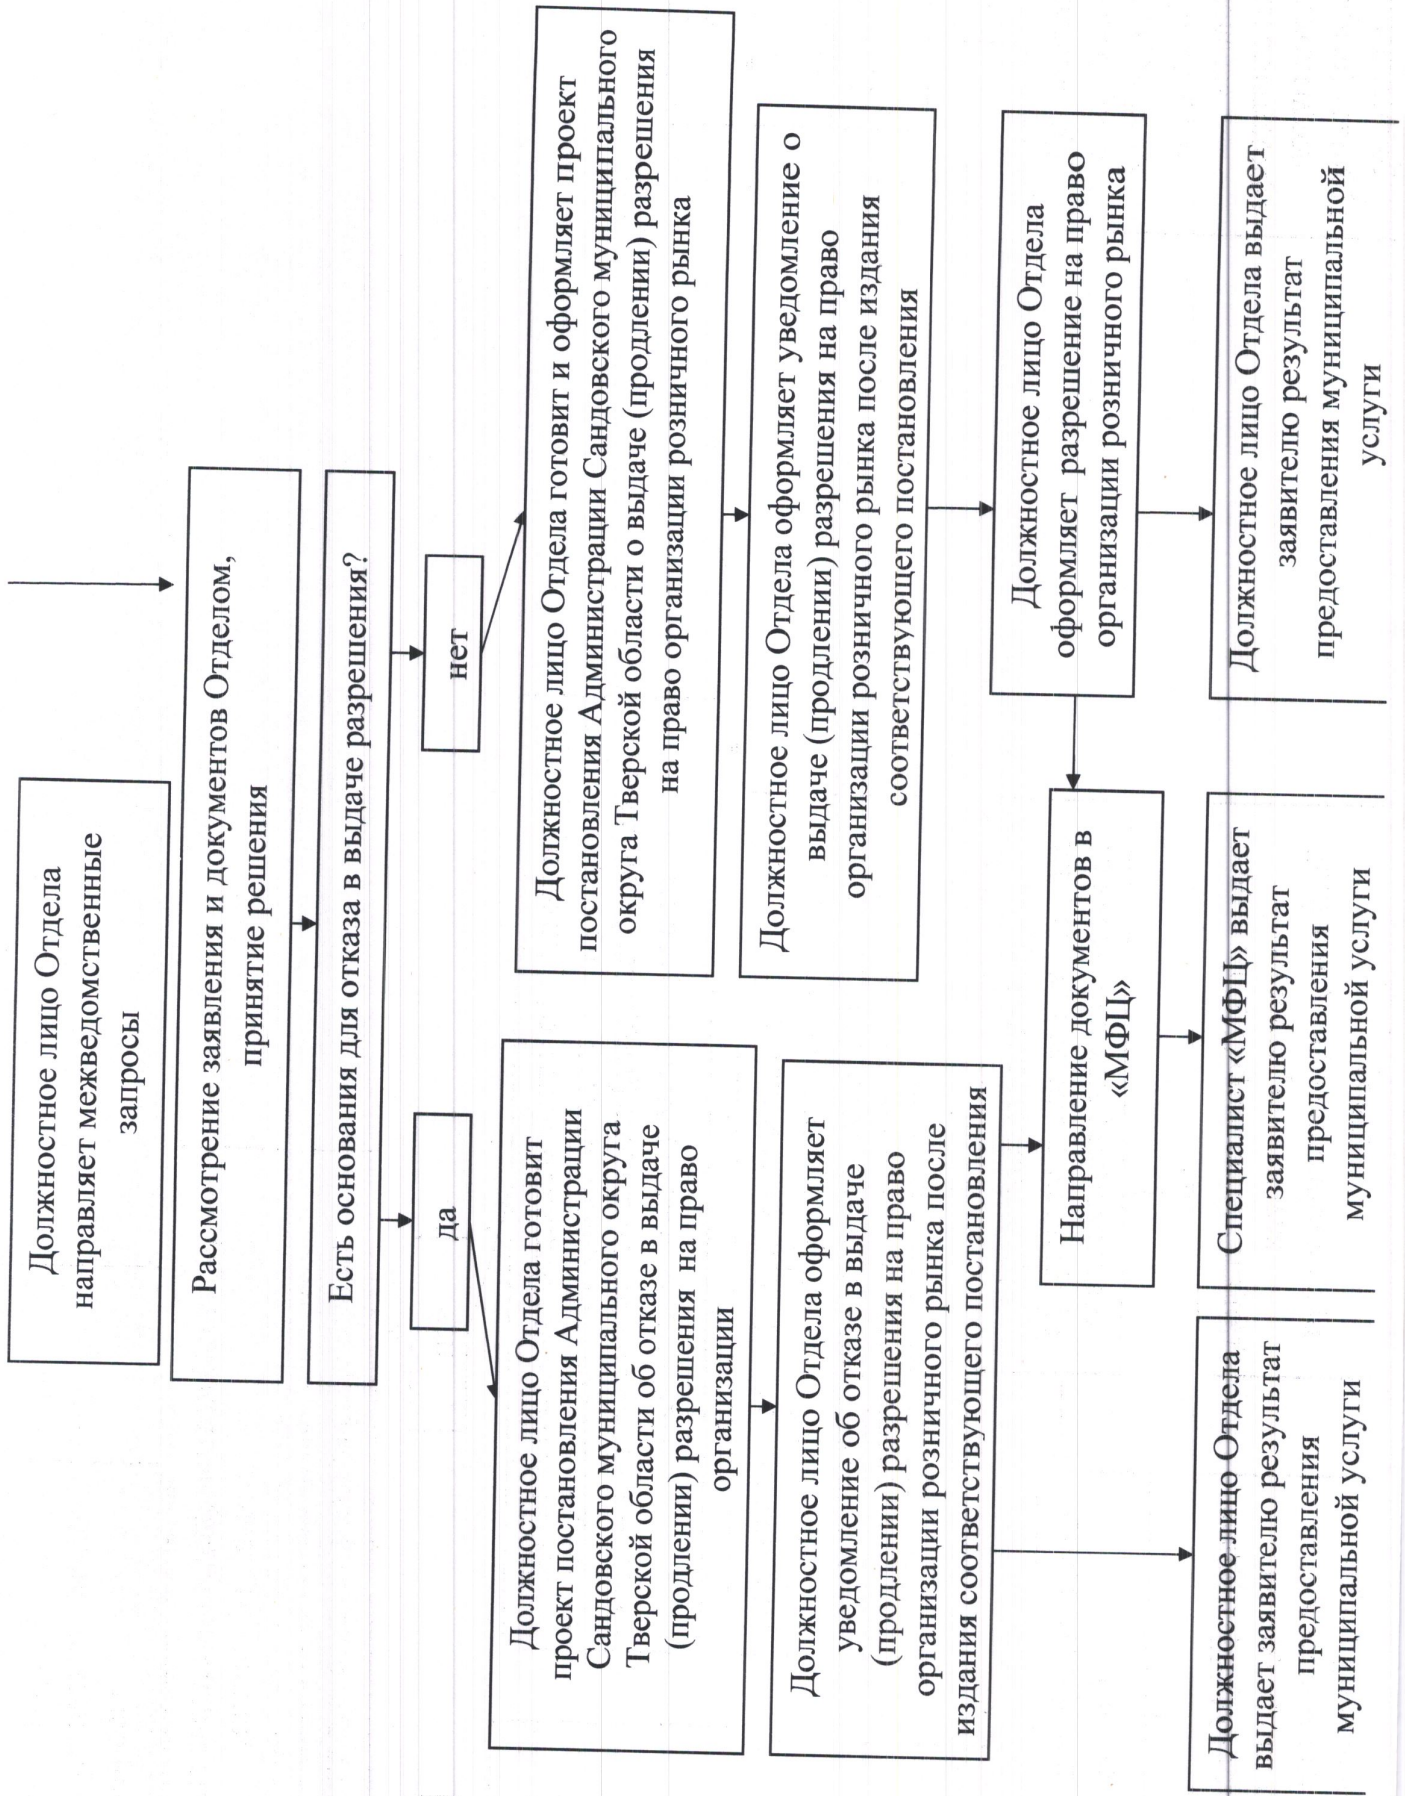 Должностное лицо Отдела
направляет межведомственные
запросы
Рассмотрение заявления и документов Отделом,
принятие решения
Есть основания для отказа в выдаче разрешения?
да
нет
Должностное лицо Отдела готовит
проект постановления Администрации
Сандовского муниципального округа
Тверской области об отказе в выдаче
(продлении) разрешения на право
организации
Должностное лицо Отдела готовит и оформляет проект
постановления Администрации Сандовского муниципального
округа Тверской области о выдаче (продлении) разрешения
на право организации розничного рынка
Должностное лицо Отдела оформляет
уведомление об отказе в выдаче
(продлении) разрешения на право
организации розничного рынка после
издания соответствующего постановления
Должностное лицо Отдела оформляет уведомление о
выдаче (продлении) разрешения на право
организации розничного рынка после издания
соответствующего постановления
Направление документов в
«МФЦ»
Должностное лицо Отдела
оформляет разрешение на право
организации розничного рынка
Должностное лицо Отдела
выдает заявителю результат
предоставления
муниципальной услуги
Специалист «МФЦ» выдает
заявителю результат
предоставления
муниципальной услуги
Должностное лицо Отдела выдает
заявителю результат
предоставления муниципальной
услуги